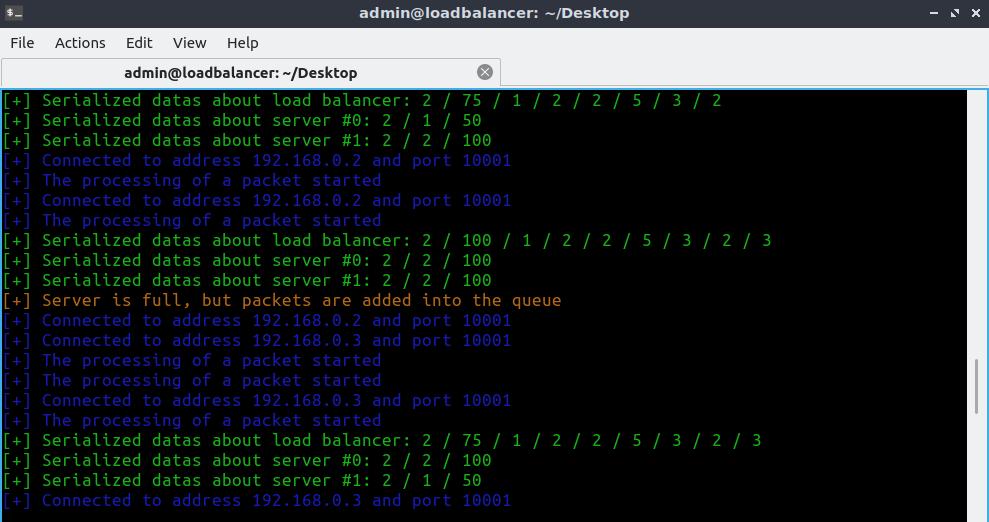 $_
admin@loadbalancer: ~/Desktop
File Actions Edit View Help
admin@loadbalancer: ~/Desktop
[+] Serialized datas about load balancer: 2 / 75 / 1 / 2 / 2 / 5 / 3 / 2
[+] Serialized datas about server #0: 2 / 1 / 50
[+] Serialized datas about server #1: 2 / 2 / 100
[+] Connected to address 192.168.0.2 and port 10001
[+] The processing of a packet started
[+] Connected to address 192.168.0.2 and port 10001
[+] The processing of a packet started
[+] Serialized datas about load balancer: 2 / 100 / 1 / 2 / 2 / 5 / 3 / 2 / 3
[+] Serialized datas about server #0: 2 / 2 / 100
[+] Serialized datas about server #1: 2 / 2 / 100
[+] Server is full, but packets are added into the queue
[+] Connected to address 192.168.0.2 and port 10001
[+] Connected to address 192.168.0.3 and port 10001
[+] The processing of a packet started
[+] The processing of a packet started
[+] Connected to address 192.168.0.3 and port 10001
[+] The processing of a packet started
[+] Serialized datas about load balancer: 2 / 75 / 1 / 2 / 2 / 5 / 3 / 2 / 3
[+] Serialized datas about server #0: 2 / 2 / 100
[+] Serialized datas about server #1: 2 / 1 / 50
[+] Connected to address 192.168.0.3 and port 10001